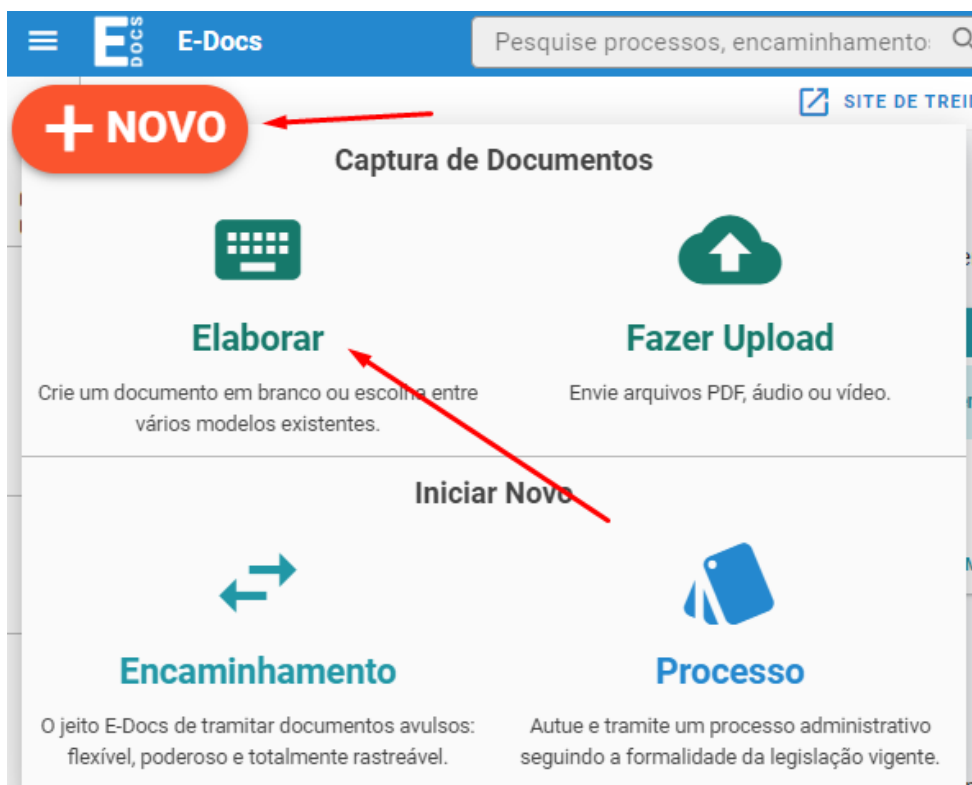 E DOCS
E-Docs
Pesquise processos, encaminhamento
SITE DE
+ NOVO
Captura de Documentos
Elaborar
Fazer Upload
Crie um documento em branco ou escolha entre
vários modelos existentes.
Envie arquivos PDF, áudio ou vídeo.
Iniciar Novo
Encaminhamento
Processo
O jeito E-Docs de tramitar documentos avulsos:
flexível, poderoso e totalmente rastreável.
Autue e tramite um processo administrativo
seguindo a formalidade da legislação vigente.